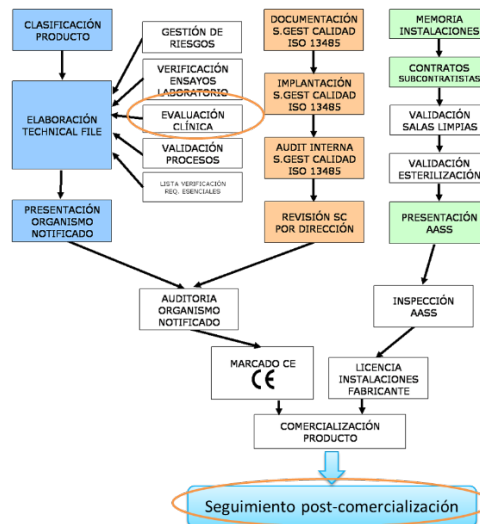 CLASIFICACIÓN
PRODUCTO
ELABORACIÓN
TECHNICAL FILE
PRESENTACIÓN
ORGANISMO
NOTIFICADO
GESTIÓN DE
RIESGOS
VERIFICACIÓN
ENSAYOS
LABORATORIO
EVALUACIÓN
CLÍNICA
VALIDACIÓN
PROCESOS
LISTA VERIFICACIÓN
REQ. ESENCIALES
DOCUMENTACIÓN
S.GEST CALIDAD
ISO 13485
IMPLANTACIÓN
S.GEST CALIDAD
ISO 13485
AUDIT INTERNA
S.GEST CALIDAD
ISO 13485
REVISIÓN SC
POR DIRECCIÓN
MEMORIA
INSTALACIONES
CONTRATOS
SUBCONTRATISTAS
VALIDACIÓN
SALAS LIMPIAS
VALIDACIÓN
ESTERILIZACIÓN
PRESENTACIÓN
AASS
AUDITORIA
ORGANISMO
NOTIFICADO
INSPECCIÓN
AASS
MARCADO CE
CE
LICENCIA
INSTALACIONES
FABRICANTE
COMERCIALIZACIÓN
PRODUCTO
Seguimiento post-comercialización